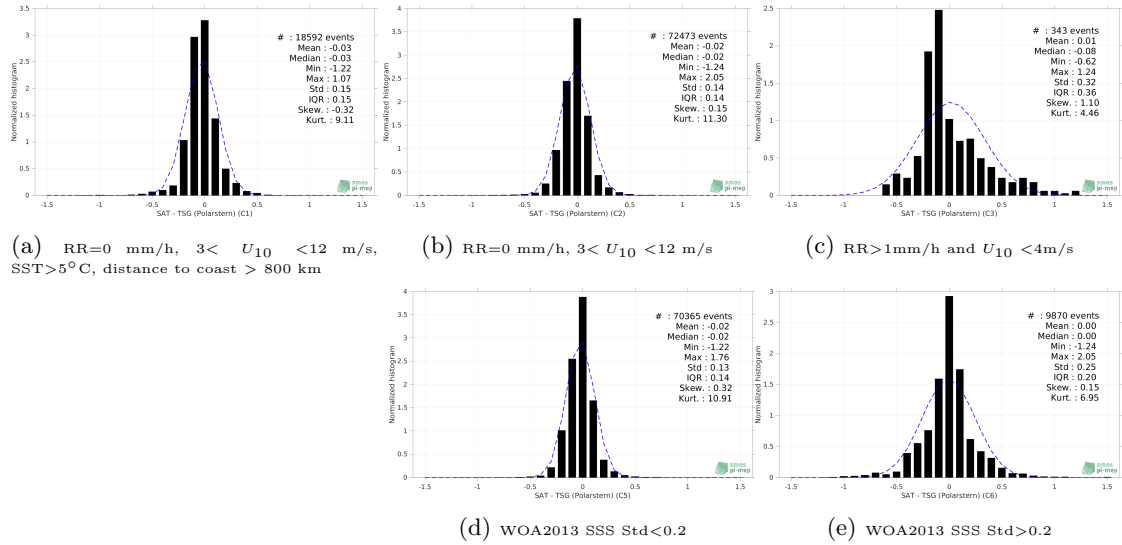 3.5
3
2.5
2
1.5
1
0.5
0
-1.5
-1
-0.5
0
0.5
1
1.5
Normalized histogram
SAT - TSG (Polarstern) (C1)
# : 18592 events
Mean : -0.03
Median : -0.03
Min : -1.22
Max : 1.07
Std : 0.15
IQR : 0.15
Skew. : -0.32
Kurt. : 9.11
smos
pi-mep
4
3.5
3
2.5
2
1.5
1
0.5
0
-1.5
-1
-0.5
0
0.5
1
1.5
Normalized histogram
SAT - TSG (Polarstern) (C2)
# : 72473 events
Mean : -0.02
Median : -0.02
Min : -1.24
Max : 2.05
Std : 0.14
IQR : 0.14
Skew. : 0.15
Kurt. : 11.30
smos
pi-mep
2.5
2
1.5
1
0.5
0
-1.5
-1
-0.5
0
0.5
1
1.5
Normalized histogram
SAT - TSG (Polarstern) (C3)
# : 343 events
Mean : 0.01
Median : -0.08
Min : -0.62
Max : 1.24
Std : 0.32
IQR : 0.36
Skew. : 1.10
Kurt. : 4.46
smos
pi-mep
(a) RR=0 mm/h, 3< U10 <12 m/s,
SST>5°C, distance to coast > 800 km
(b) RR=0 mm/h, 3< U10 <12 m/s
(c) RR>1mm/h and U10 <4m/s
4
3.5
3
2.5
2
1.5
1
0.5
0
-1.5
-1
-0.5
0
0.5
1
1.5
Normalized histogram
SAT - TSG (Polarstern) (C5)
# : 70365 events
Mean : -0.02
Median : -0.02
Min : -1.22
Max : 1.76
Std : 0.13
IQR : 0.14
Skew. : 0.32
Kurt. : 10.91
smos
pi-mep
3
2.5
2
1.5
1
0.5
0
-1.5
-1
-0.5
0
0.5
1
1.5
Normalized histogram
SAT - TSG (Polarstern) (C6)
# : 9870 events
Mean : 0.00
Median : 0.00
Min : -1.24
Max : 2.05
Std : 0.25
IQR : 0.20
Skew. : 0.15
Kurt. : 6.95
smos
pi-mep
(d) WOA2013 SSS Std<0.2
(e) WOA2013 SSS Std>0.2